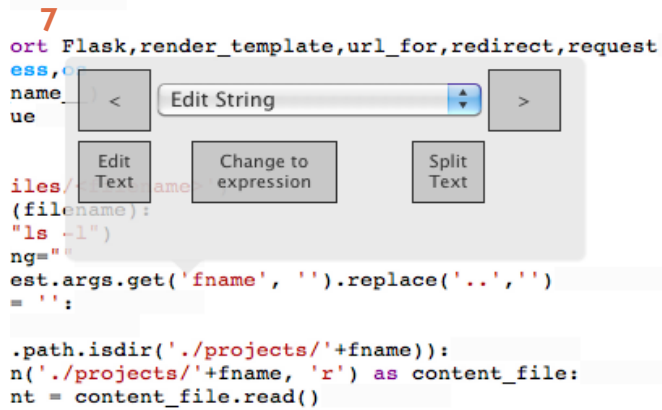 7
ort Flask,render_template,url_for,redirect,request
ess,os
name__)
ue
< Edit String >
Edit Text
Change to expression
Split Text
iles/
(filename):
"ls -l")
ng=""
est.args.get('fname', '').replace('..','')
= '':
.path.isdir('./projects/'+fname)):
n('./projects/'+fname, 'r') as content_file:
nt = content_file.read()